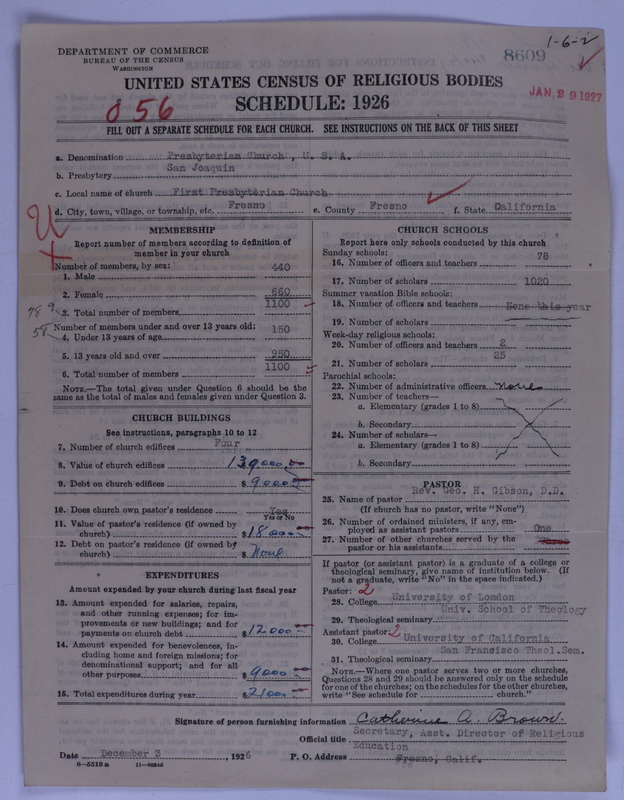 1-6-2
8609
DEPARTMENT OF COMMERCE
BUREAU OF THE CENSUS
WASHINGTON
UNITED STATES CENSUS OF RELIGIOUS BODIES
SCHEDULE: 1926
JAN 29 1927
856
FILL OUT A SEPARATE SCHEDULE FOR EACH CHURCH. SEE INSTRUCTIONS ON THE BACK OF THIS SHEET
a. Denomination Presbyterian Church, U. S. A.
b. Presbytery San Joaquin
c. Local name of church First Presbyterian Church
d. City, town, village, or township, etc. Fresno e. County Fresno f. State California
MEMBERSHIP
Report number of members according to definition of
member in your church
Number of members, by sex:
1. Male 440
2. Female 660
3. Total number of members 1100
Number of members under and over 13 years old:
4. Under 13 years of age 150
5. 13 years old and over 950
6. Total number of members 1100
NOTE.—The total given under Question 6 should be the
same as the total of males and females given under Question 3.
CHURCH BUILDINGS
See instructions, paragraphs 10 to 12
7. Number of church edifices Four
8. Value of church edifices 139000.00
9. Debt on church edifices $ 9000
10. Does church own pastor's residence Yes
Yes or No
11. Value of pastor's residence (if owned by
church) $ 18000
12. Debt on pastor's residence (if owned by
church) $ None
EXPENDITURES
Amount expended by church during last fiscal year
13. Amount expended for salaries, repairs,
and other running expenses; for im-
provements or new buildings; and for
payments on church debt $ 12000
14. Amount expended for benevolences, in-
cluding home and foreign missions; for
denominational support; and for all
other purposes $ 9000
15. Total expenditures during year $ 21000
CHURCH SCHOOLS
Report here only schools conducted by this church
Sunday schools:
16. Number of officers and teachers 78
17. Number of scholars 1020
Summer vacation Bible schools:
18. Number of officers and teachers None this year
19. Number of scholars
Week-day religious schools:
20. Number of officers and teachers 2
21. Number of scholars 25
Parochial schools:
22. Number of administrative officers none
23. Number of teachers—
a. Elementary (grades 1 to 8)
b. Secondary
24. Number of scholars—
a. Elementary (grades 1 to 8)
b. Secondary
PASTOR
25. Name of pastor Rev. Geo. H. Gibson, D.D.
(If church has no pastor, write "None")
26. Number of ordained ministers, if any, em-
ployed as assistant pastors One
27. Number of other churches served by the
pastor or his assistants
If pastor (or assistant pastor) is a graduate of a college or
theological seminary, give name of institution below. (If
not a graduate, write "No" in the space indicated.)
Pastor: 2
28. College University of London
29. Theological seminary Univ. School of Theology
Assistant pastor: 2
30. College University of California
31. Theological seminary San Francisco Theol. Sem.
NOTE.—Where one pastor serves two or more churches,
Questions 28 and 29 should be answered only on the schedule
for one of the churches; on the schedules for the other churches,
write "See schedule for church."
Signature of person furnishing information Catherine A. Brown.
Official title Secretary, Asst. Director of Religious
Education
Date December 3, 1926 P. O. Address Fresno, Calif.
8—5518 a